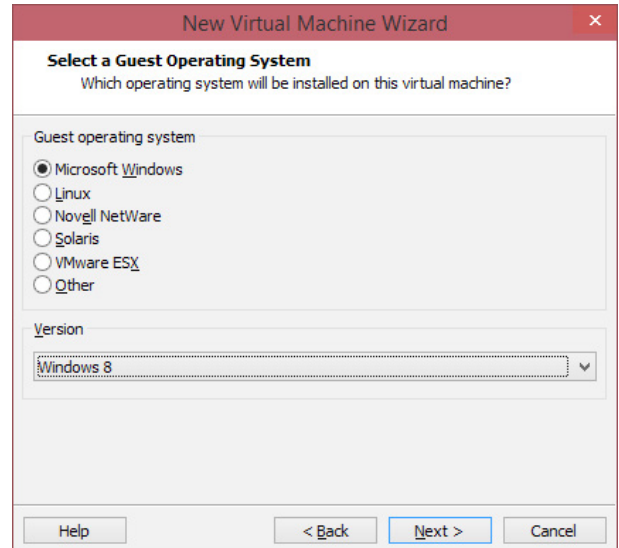 New Virtual Machine Wizard
Select a Guest Operating System
Which operating system will be installed on this virtual machine?
Guest operating system
Microsoft Windows
Linux
Novell NetWare
Solaris
VMware ESX
Other
Version
Windows 8
Help < Back Next > Cancel